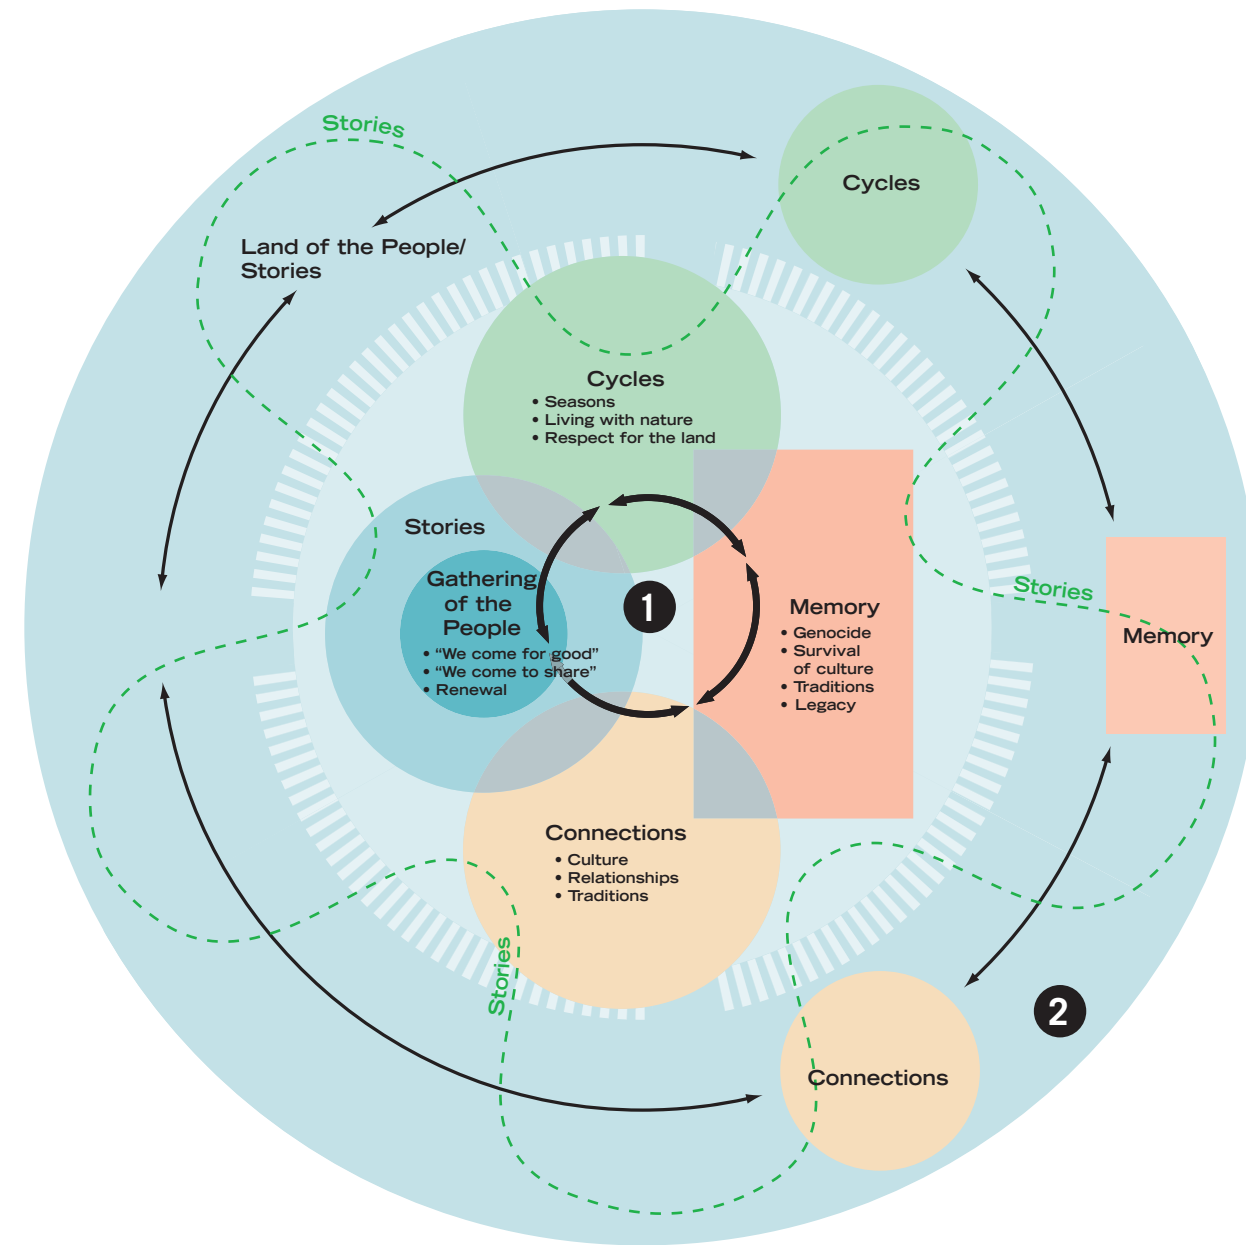 Stories
Cycles
Land of the People/
Stories
Cycles
• Seasons
• Living with nature
• Respect for the land
Stories
Gathering
of the
People
• “We come for good”
• “We come to share”
• Renewal
1
Memory
• Genocide
• Survival
of culture
• Traditions
• Legacy
Stories
Memory
Connections
• Culture
• Relationships
• Traditions
Stories
2
Connections